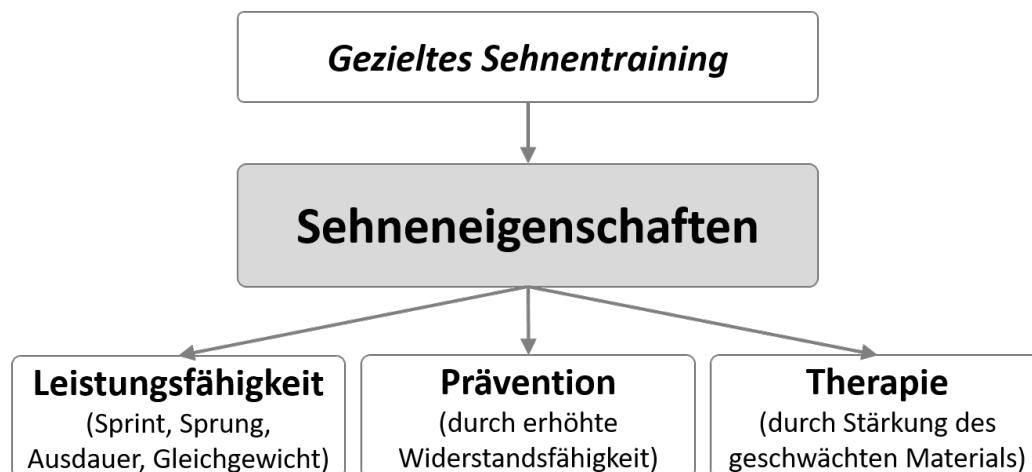 Gezieltes Sehnentraining
Sehneneigenschaften
Leistungsfähigkeit
(Sprint, Sprung,
Ausdauer, Gleichgewicht)
Prävention
(durch erhöhte
Widerstandsfähigkeit)
Therapie
(durch Stärkung des
geschwächten Materials)